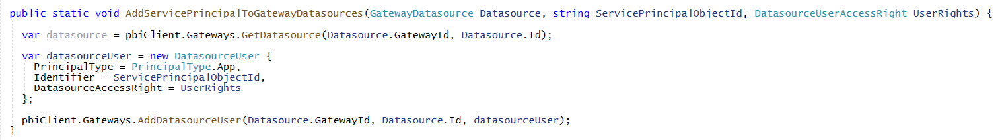 public static void AddServicePrincipalToGatewayDatasources(GatewayDatasource Datasource, string ServicePrincipalObjectId, DatasourceUserAccessRight UserRights) {
var datasource = pbiClient.Gateways.GetDatasource(Datasource.GatewayId, Datasource.Id);
var datasourceUser = new DatasourceUser {
PrincipalType = PrincipalType.App,
Identifier = ServicePrincipalObjectId,
DatasourceAccessRight = UserRights
};
pbiClient.Gateways.AddDatasourceUser(Datasource.GatewayId, Datasource.Id, datasourceUser);
}